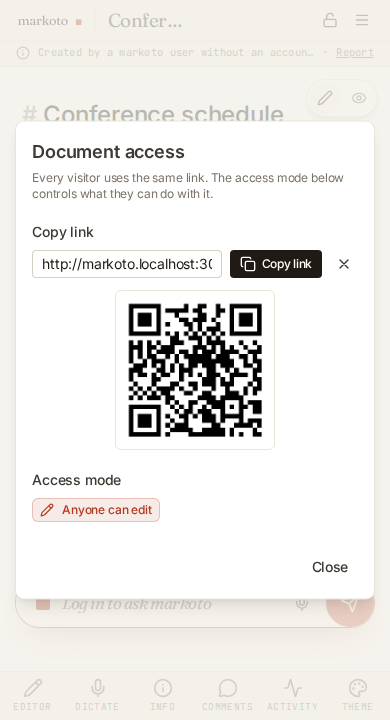 markoto
Confer...
Created by a markoto user without an accoun... · Report
# Conference schedule
Document access
Every visitor uses the same link. The access mode below
controls what they can do with it.
Copy link
http://markoto.localhost:30
Copy link
Access mode
Anyone can edit
Close
Log in to ask markoto
EDITOR
DICTATE
INFO
COMMENTS
ACTIVITY
THEME